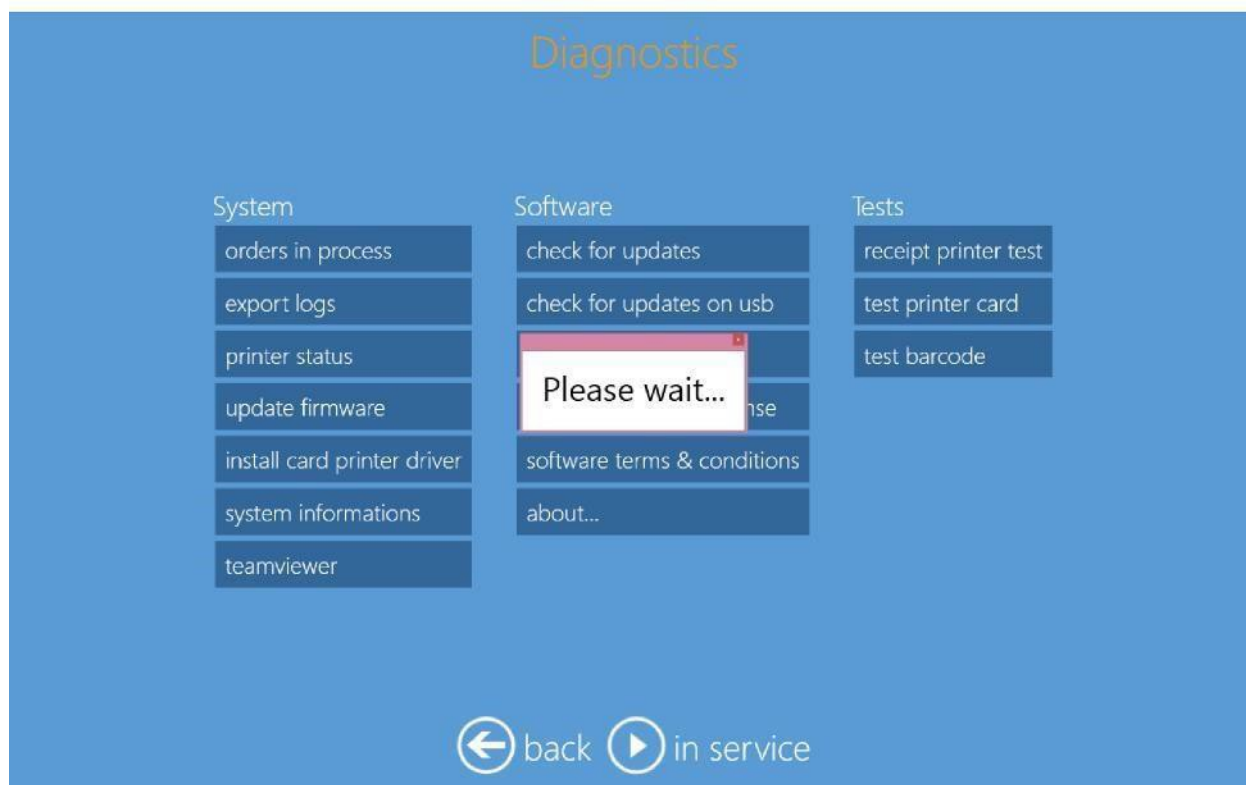 Diagnostics
System
orders in process
export logs
printer status
update firmware
install card printer driver
system informations
teamviewer
Software
check for updates
check for updates on usb
Please wait...
software terms & conditions
about...
Tests
receipt printer test
test printer card
test barcode
back
in service